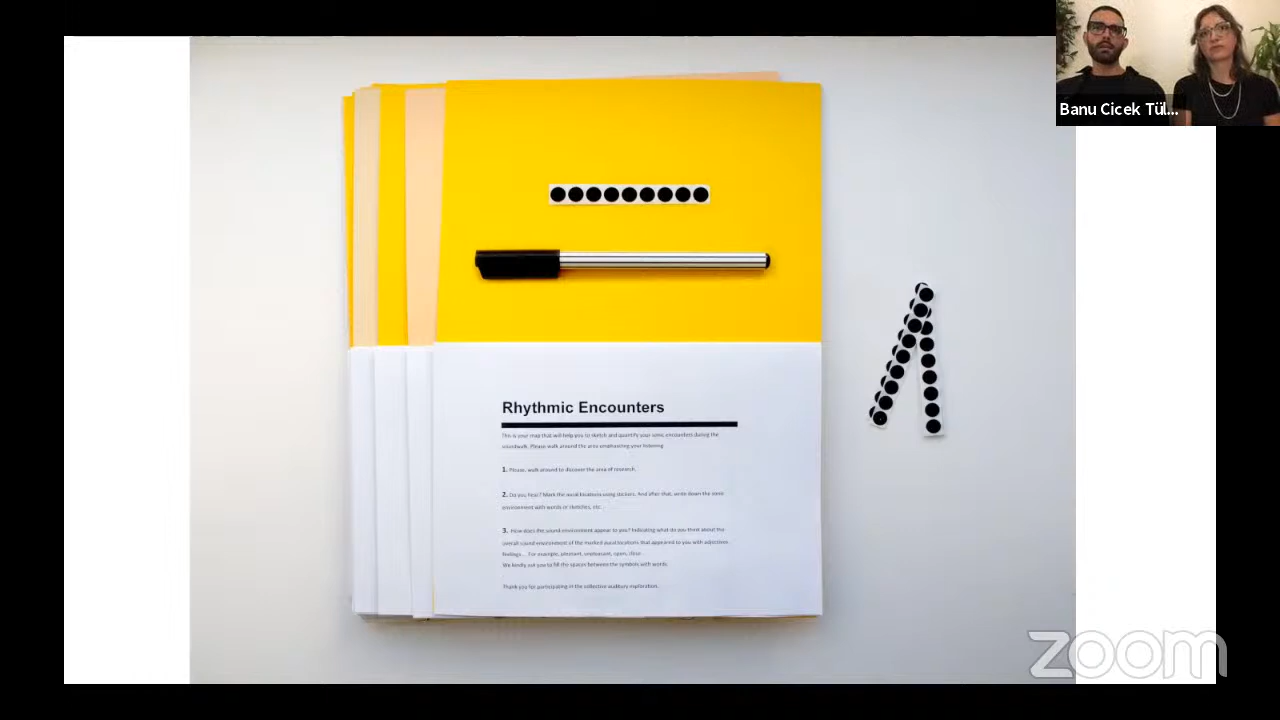 Banu Cicek Tül...
Rhythmic Encounters
This is your map that will help you to sketch and quantify your sonic encounters during the
soundwalk. Please walk around the area emphasizing your listening.
1. Please, walk around to discover the area of research.
2. Do you hear? Mark the aural locations using stickers. And after that, write down the sonic
environment with words or sketches, etc.
3. How does the sound environment appear to you? Indicating what do you think about the
overall sound environment of the marked aural locations that appeared to you with adjectives,
feelings... For example, pleasant, unpleasant, open, close...
We kindly ask you to fill the spaces between the symbols with words.
Thank you for participating in the collective auditory exploration.
zoom